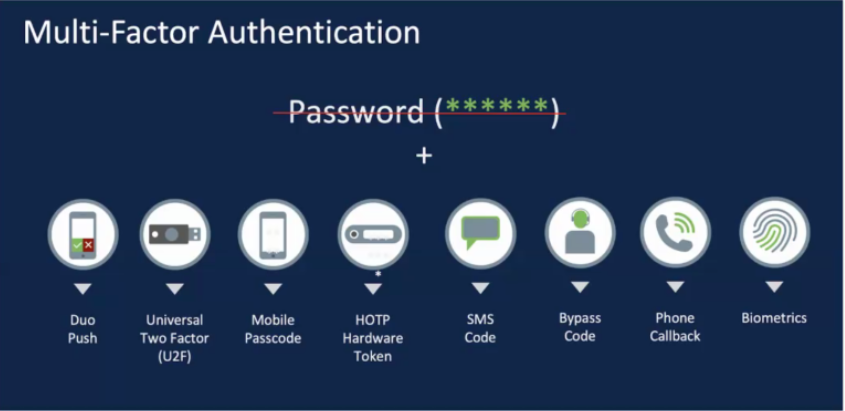 Multi-Factor Authentication
Password (******)
+
Duo
Push
Universal
Two Factor
(U2F)
Mobile
Passcode
HOTP
Hardware
Token
SMS
Code
Bypass
Code
Phone
Callback
Biometrics